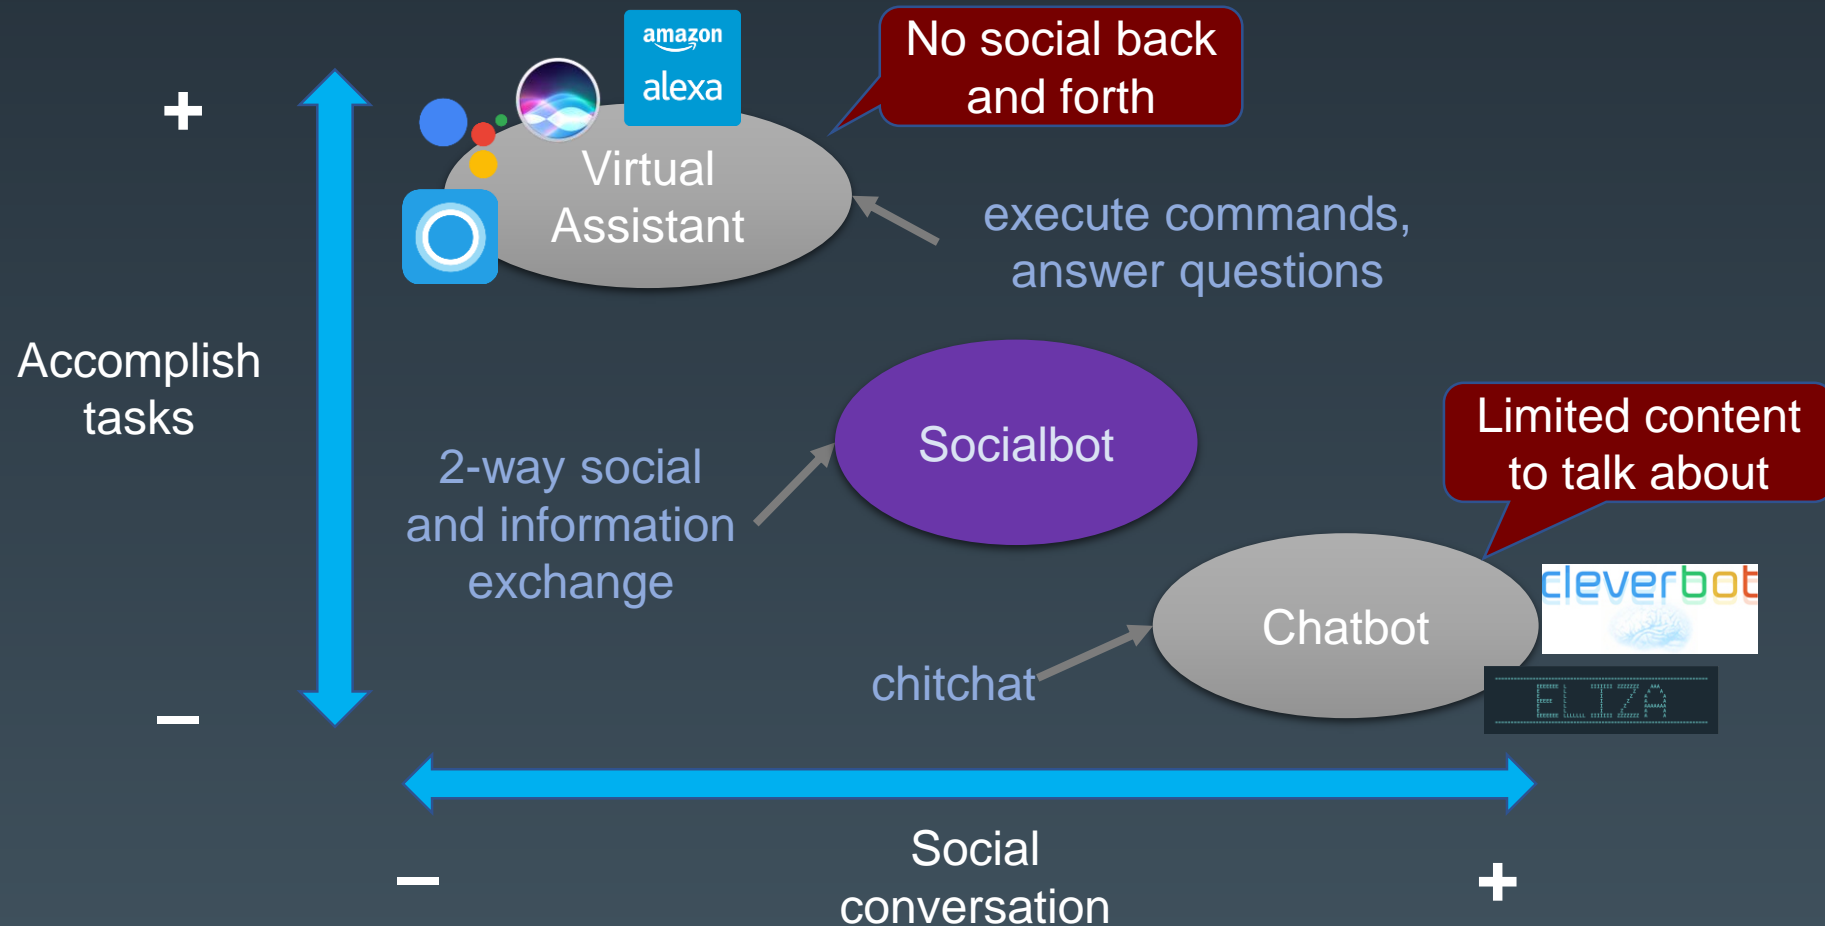 amazon
alexa
No social back
and forth
+
Virtual
Assistant
execute commands,
answer questions
Accomplish
tasks
Socialbot
Limited content
to talk about
2-way social
and information
exchange
cleverbot
Chatbot
chitchat
ELIZA
–
Social
conversation
–
+